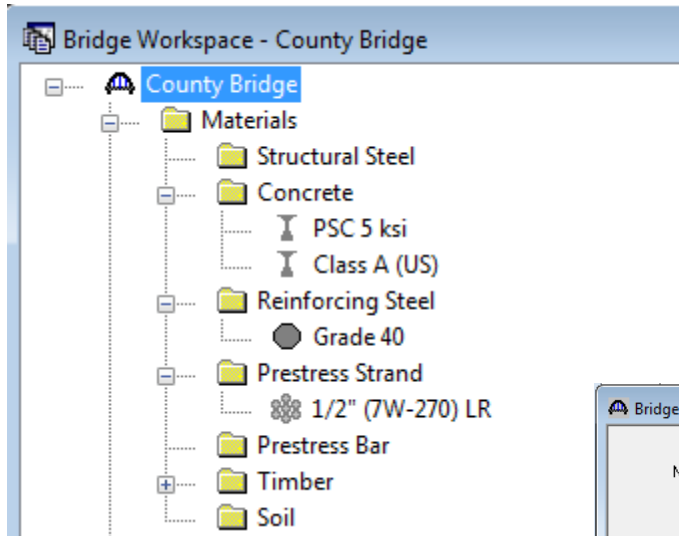 Bridge Workspace - County Bridge
County Bridge
Materials
Structural Steel
Concrete
PSC 5 ksi
Class A (US)
Reinforcing Steel
Grade 40
Prestress Strand
1/2" (7W-270) LR
Bridge
Prestress Bar
Timber
Soil